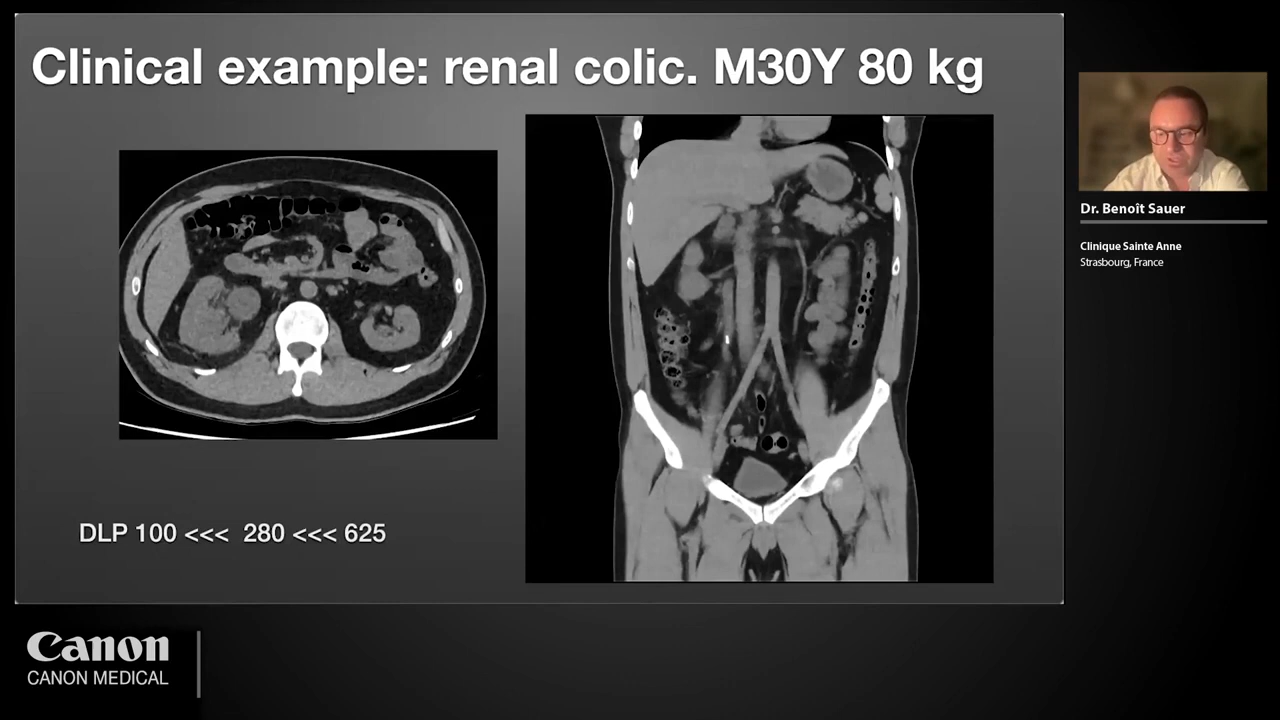 Clinical example: renal colic. M30Y 80 kg
DLP 100 <<<  280 <<< 625
Dr. Benoît Sauer
Clinique Sainte Anne
Strasbourg, France
Canon
CANON MEDICAL